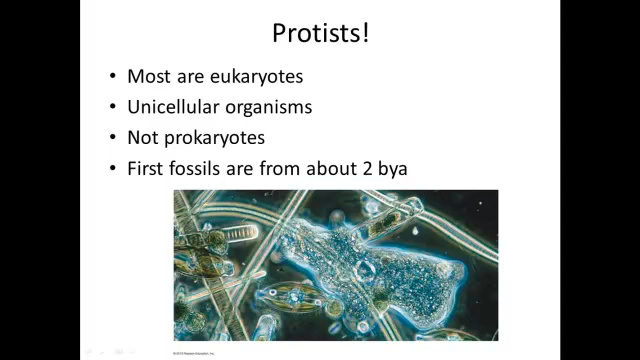 Protists!
• Most are eukaryotes
• Unicellular organisms
• Not prokaryotes
• First fossils are from about 2 bya